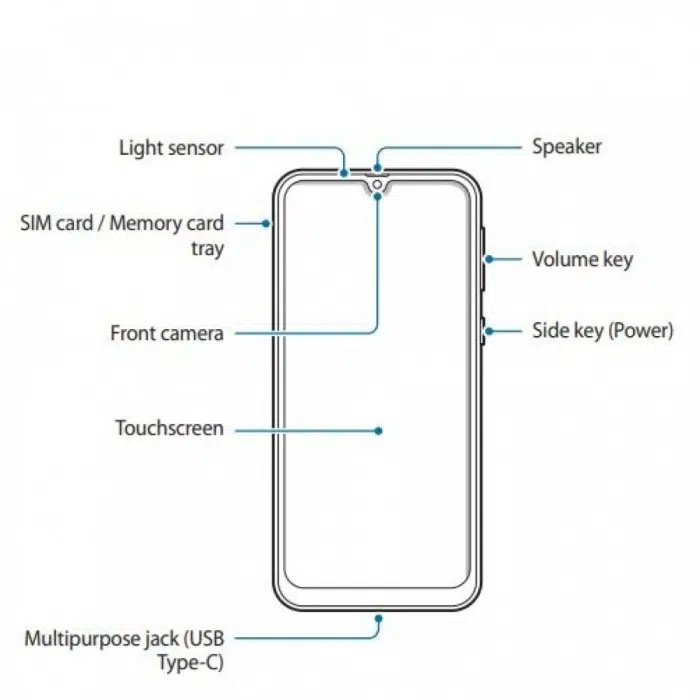 Light sensor
Speaker
SIM card / Memory card
tray
Volume key
Front camera
Side key (Power)
Touchscreen
Multipurpose jack (USB
Type-C)